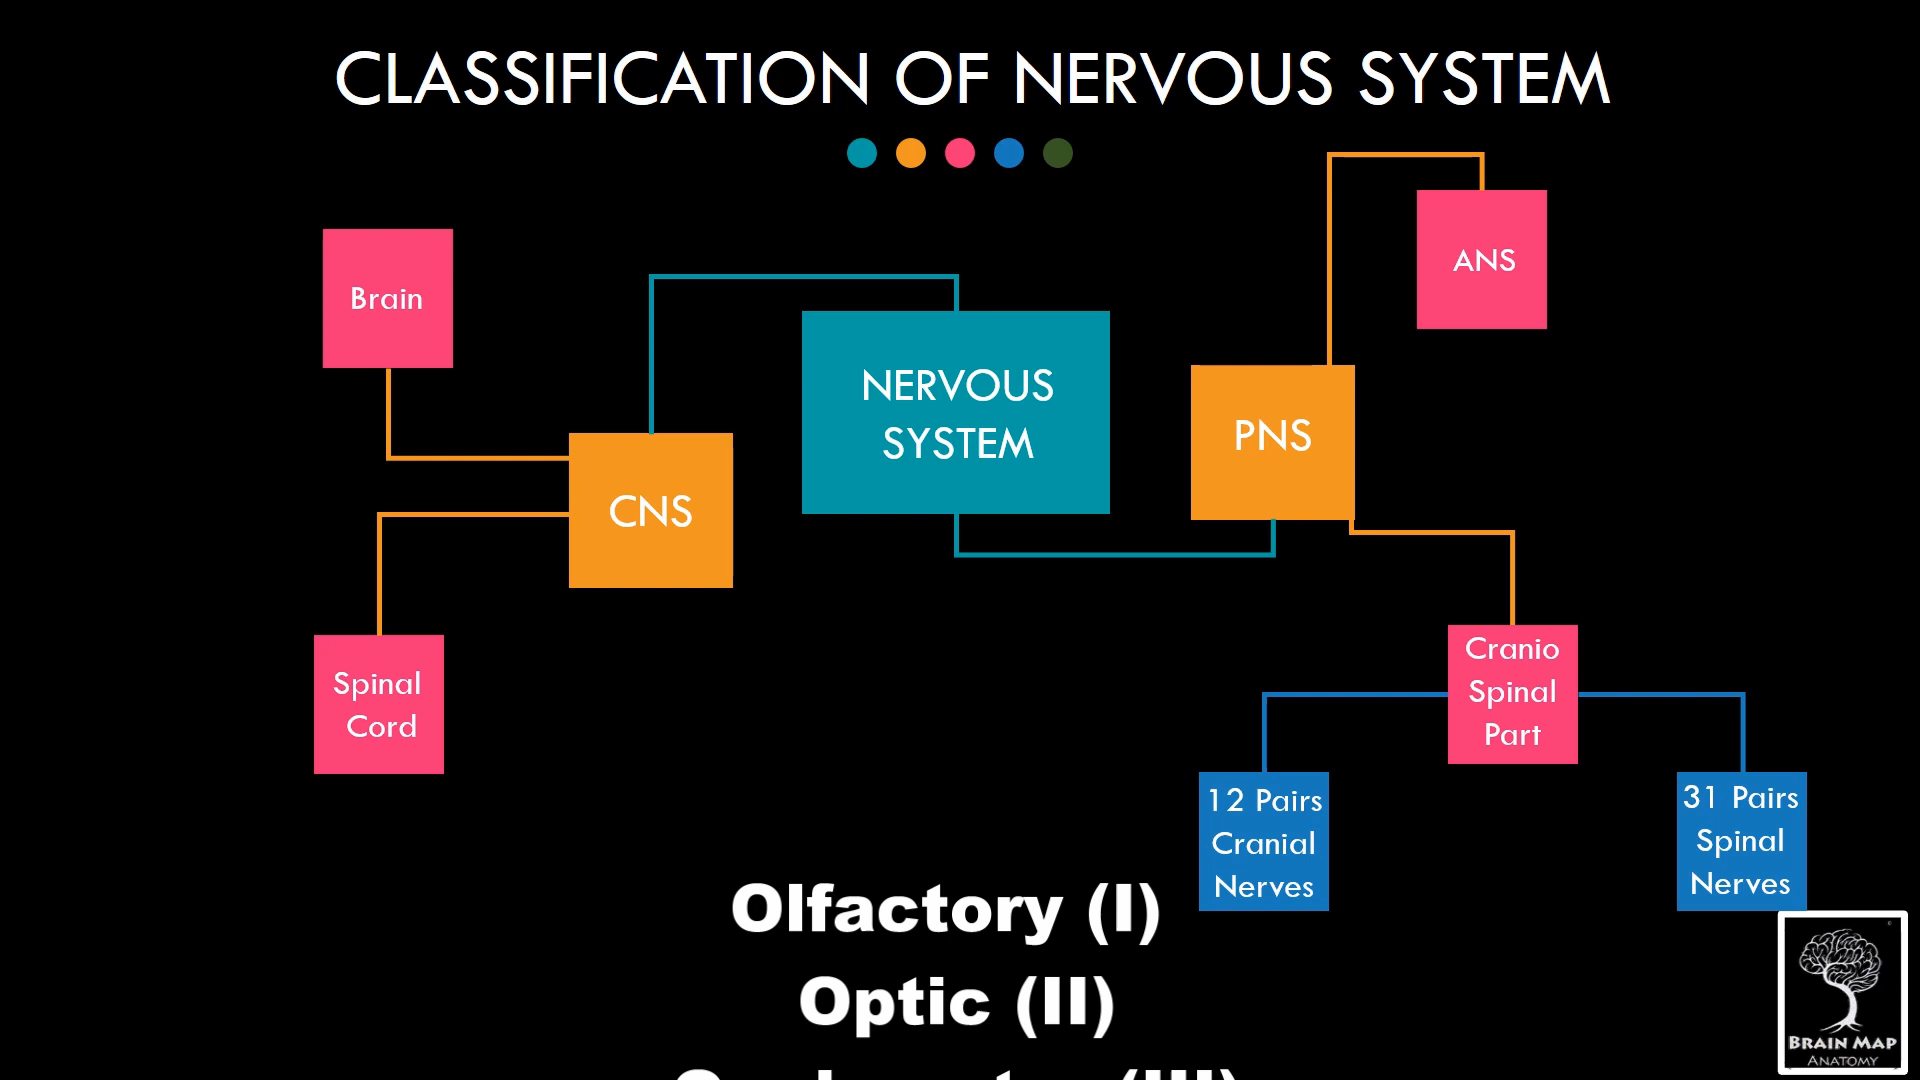 CLASSIFICATION OF NERVOUS SYSTEM
Brain
ANS
NERVOUS
SYSTEM
PNS
CNS
Spinal
Cord
Cranio
Spinal
Part
12 Pairs
Cranial
Nerves
31 Pairs
Spinal
Nerves
Olfactory (I)
Optic (II)
BRAIN MAP
ANATOMY